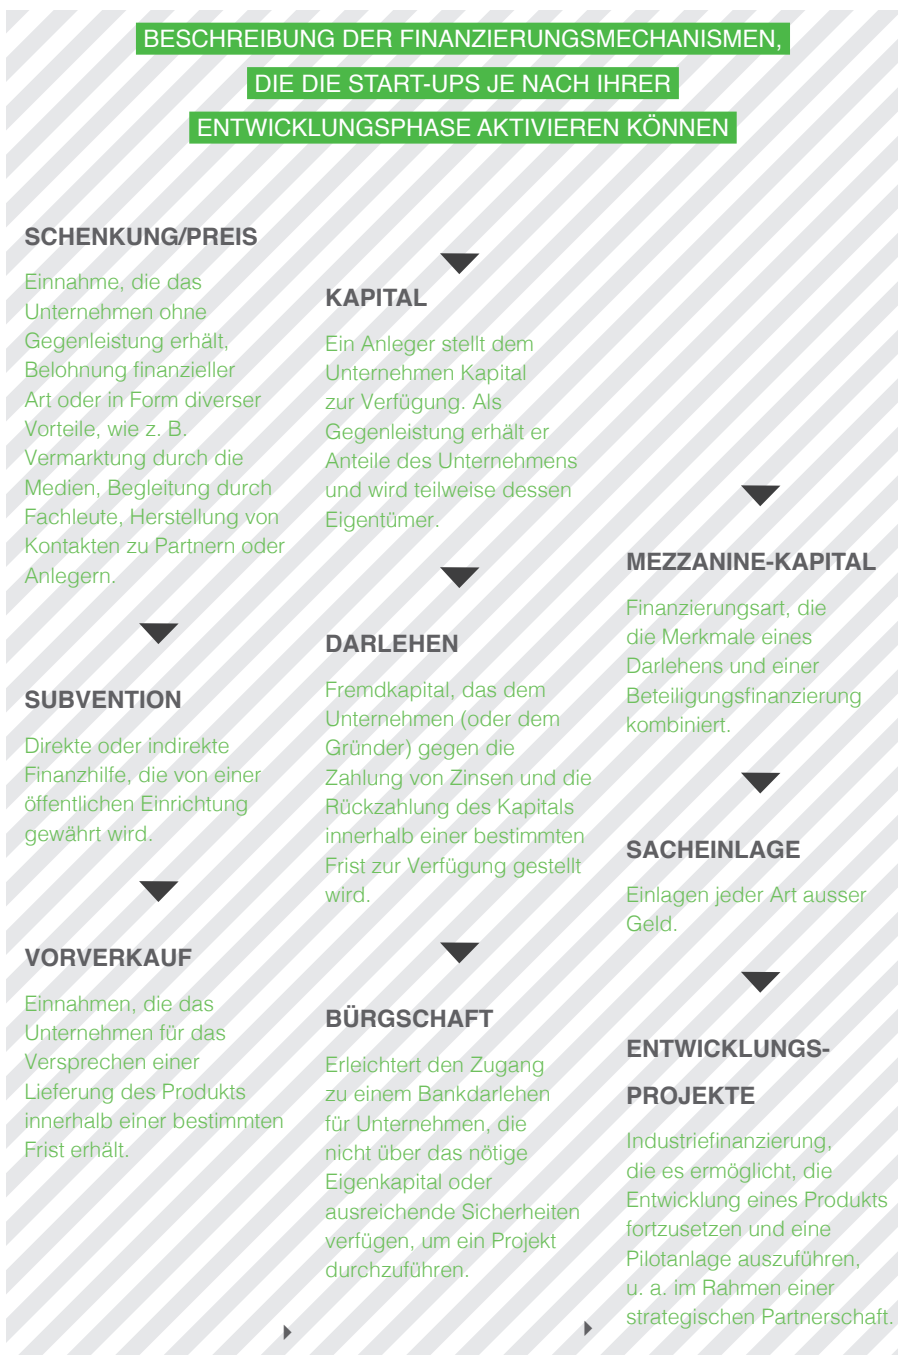 BESCHREIBUNG DER FINANZIERUNGSMECHANISMEN,
DIE DIE START-UPS JE NACH IHRER
ENTWICKLUNGSPHASE AKTIVIEREN KÖNNEN
SCHENKUNG/PREIS
Einnahme, die das
Unternehmen ohne
Gegenleistung erhält,
Belohnung finanzieller
Art oder in Form diverser
Vorteile, wie z. B.
Vermarktung durch die
Medien, Begleitung durch
Fachleute, Herstellung von
Kontakten zu Partnern oder
Anlegern.
SUBVENTION
Direkte oder indirekte
Finanzhilfe, die von einer
öffentlichen Einrichtung
gewährt wird.
VORVERKAUF
Einnahmen, die das
Unternehmen für das
Versprechen einer
Lieferung des Produkts
innerhalb einer bestimmten
Frist erhält.
KAPITAL
Ein Anleger stellt dem
Unternehmen Kapital
zur Verfügung. Als
Gegenleistung erhält er
Anteile des Unternehmens
und wird teilweise dessen
Eigentümer.
DARLEHEN
Fremdkapital, das dem
Unternehmen (oder dem
Gründer) gegen die
Zahlung von Zinsen und die
Rückzahlung des Kapitals
innerhalb einer bestimmten
Frist zur Verfügung gestellt
wird.
BÜRGSCHAFT
Erleichtert den Zugang
zu einem Bankdarlehen
für Unternehmen, die
nicht über das nötige
Eigenkapital oder
ausreichende Sicherheiten
verfügen, um ein Projekt
durchzuführen.
MEZZANINE-KAPITAL
Finanzierungsart, die
die Merkmale eines
Darlehens und einer
Beteiligungsfinanzierung
kombiniert.
SACHEINLAGE
Einlagen jeder Art ausser
Geld.
ENTWICKLUNGS-
PROJEKTE
Industriefinanzierung,
die es ermöglicht, die
Entwicklung eines Produkts
fortzusetzen und eine
Pilotanlage auszuführen,
u. a. im Rahmen einer
strategischen Partnerschaft.